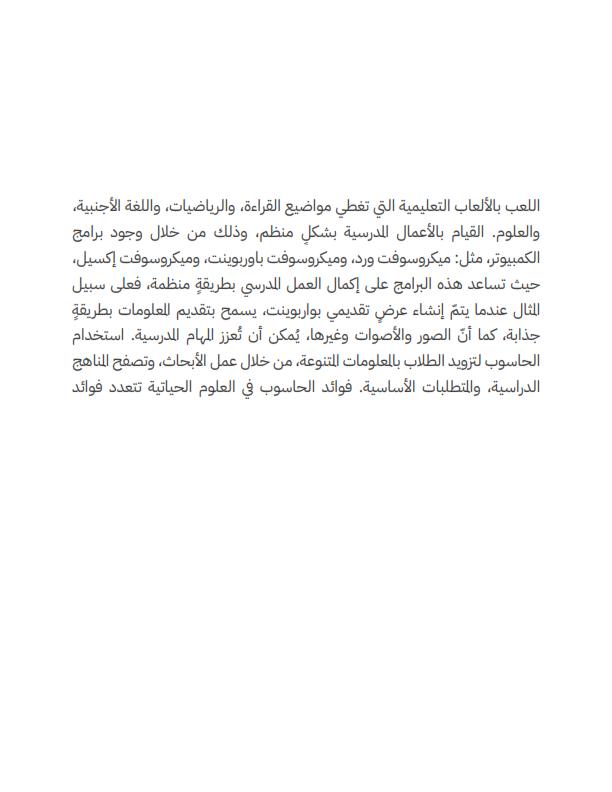 اللعب بالألعاب التعليمية التي تغطي مواضيع القراءة، والرياضيات، واللغة الأجنبية،
والعلوم. القيام بالأعمال المدرسية بشكلٍ منظم، وذلك من خلال وجود برامج
الكمبيوتر، مثل: ميكروسوفت ورد، وميكروسوفت باوربوينت، وميكروسوفت إكسيل،
حيث تساعد هذه البرامج على إكمال العمل المدرسي بطريقةٍ منظمة، فعلى سبيل
المثال عندما يتمّ إنشاء عرضٍ تقديمي بواربوينت، يسمح بتقديم المعلومات بطريقةٍ
جذابة، كما أنّ الصور والأصوات وغيرها، يُمكن أن تُعزز المهام المدرسية. استخدام
الحاسوب لتزويد الطلاب بالمعلومات المتنوعة، من خلال عمل الأبحاث، وتصفح المناهج
الدراسية، والمتطلبات الأساسية. فوائد الحاسوب في العلوم الحياتية تتعدد فوائد